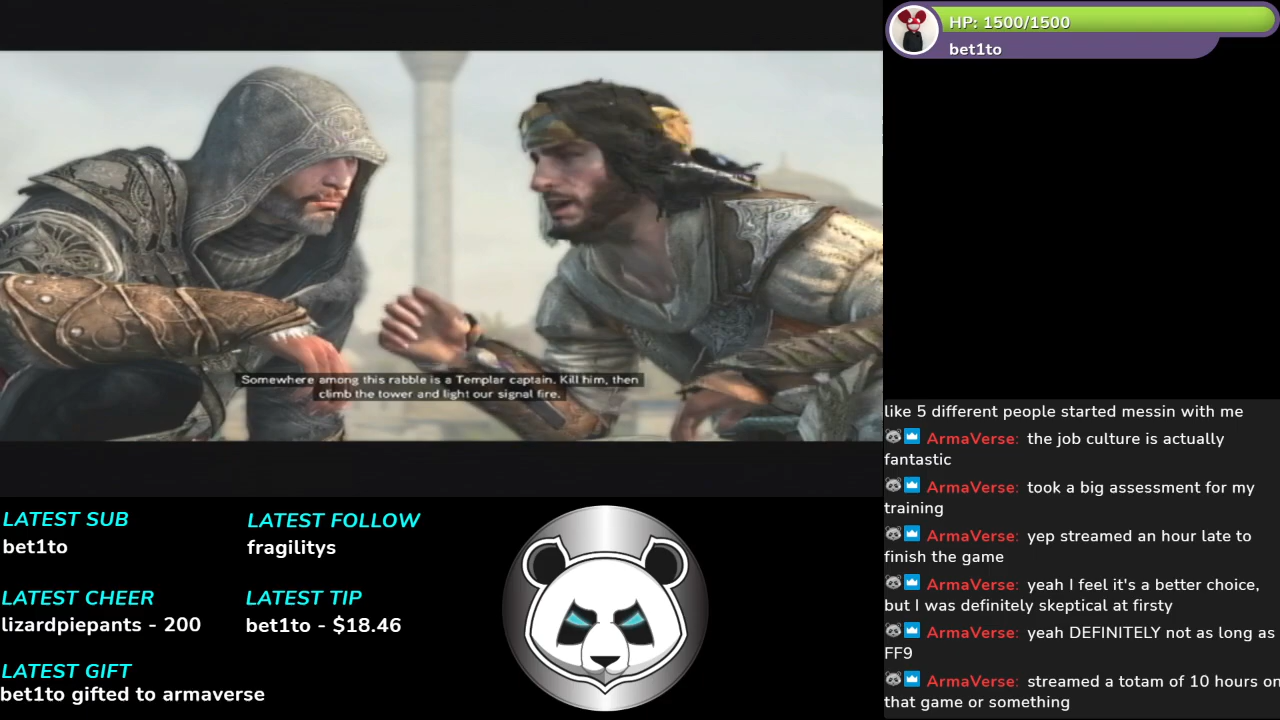 HP: 1500/1500
bet1to
Somewhere among this rabble is a Templar captain. Kill him, then
climb the tower and light our signal fire.
like 5 different people started messin with me
ArmaVerse: the job culture is actually
fantastic
ArmaVerse: took a big assessment for my
training
ArmaVerse: yep streamed an hour late to
finish the game
ArmaVerse: yeah I feel it's a better choice,
but I was definitely skeptical at firsty
ArmaVerse: yeah DEFINITELY not as long as
FF9
ArmaVerse: streamed a totam of 10 hours on
that game or something
LATEST SUB
bet1to
LATEST FOLLOW
fragilitys
LATEST CHEER
lizardpiepants - 200
LATEST TIP
bet1to - $18.46
LATEST GIFT
bet1to gifted to armaverse